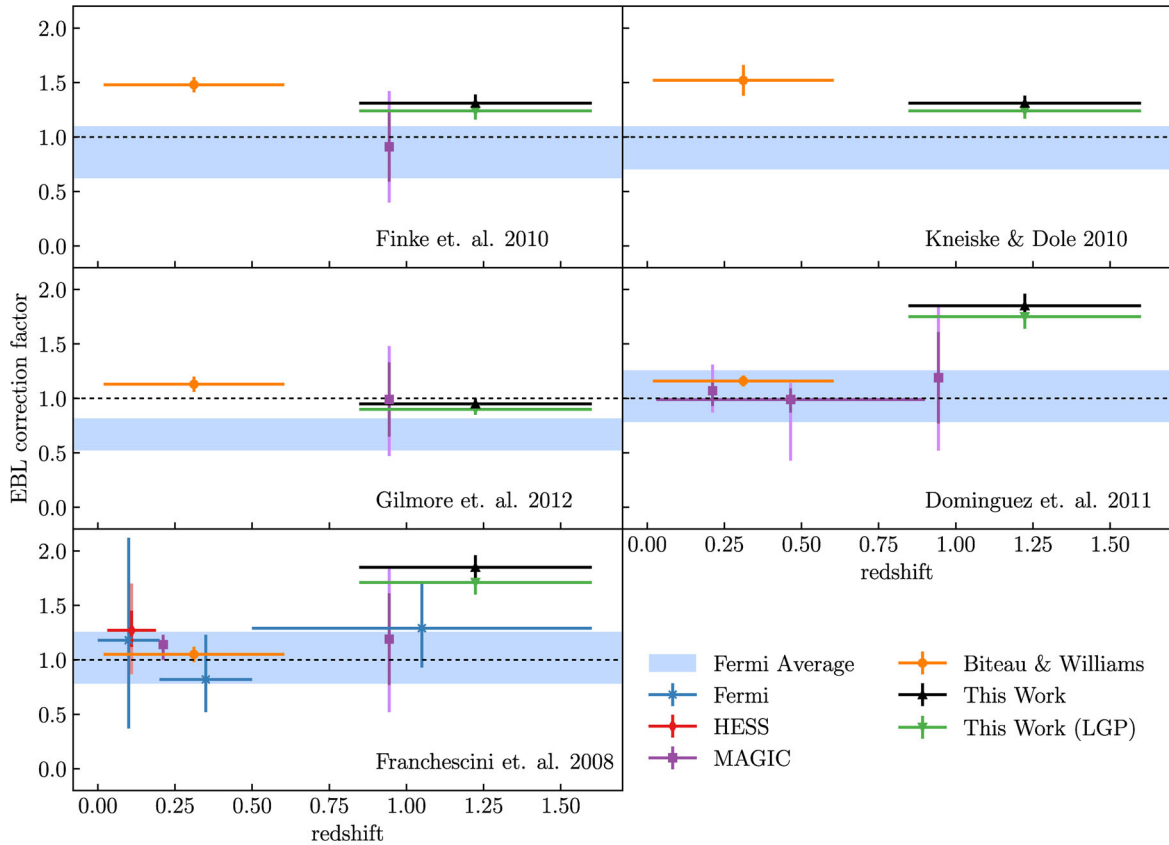 2.0
1.5
1.0
0.5
0.0
Finke et. al. 2010
Kneiske & Dole 2010
EBL correction factor
2.0
1.5
1.0
0.5
0.0
Gilmore et. al. 2012
Dominguez et. al. 2011
0.00 0.25 0.50 0.75 1.00 1.25 1.50
redshift
2.0
1.5
1.0
0.5
0.0
Franchescini et. al. 2008
0.00 0.25 0.50 0.75 1.00 1.25 1.50
redshift
Fermi Average
Fermi
HESS
MAGIC
Biteau & Williams
This Work
This Work (LGP)